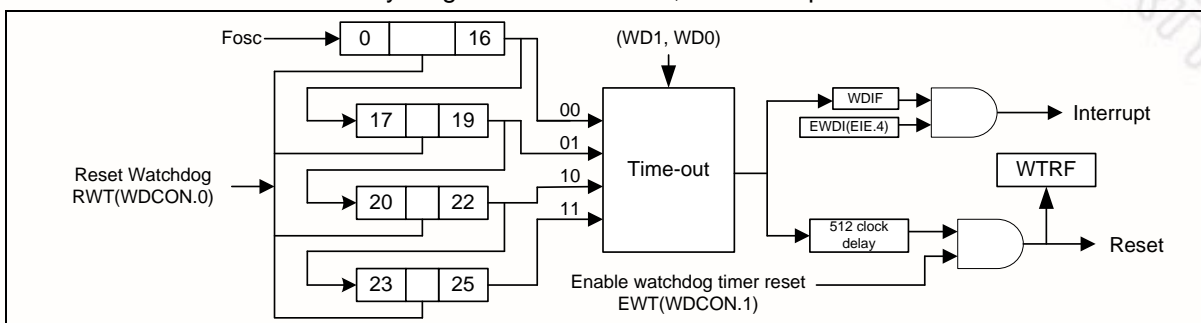 Fosc
0 16
(WD1, WD0)
17 19
00
01
10
11
Time-out
WDIF
EWDI(EIE.4)
Interrupt
Reset Watchdog
RWT(WDCON.0)
20 22
WTRF
512 clock
delay
Reset
23 25
Enable watchdog timer reset
EWT(WDCON.1)